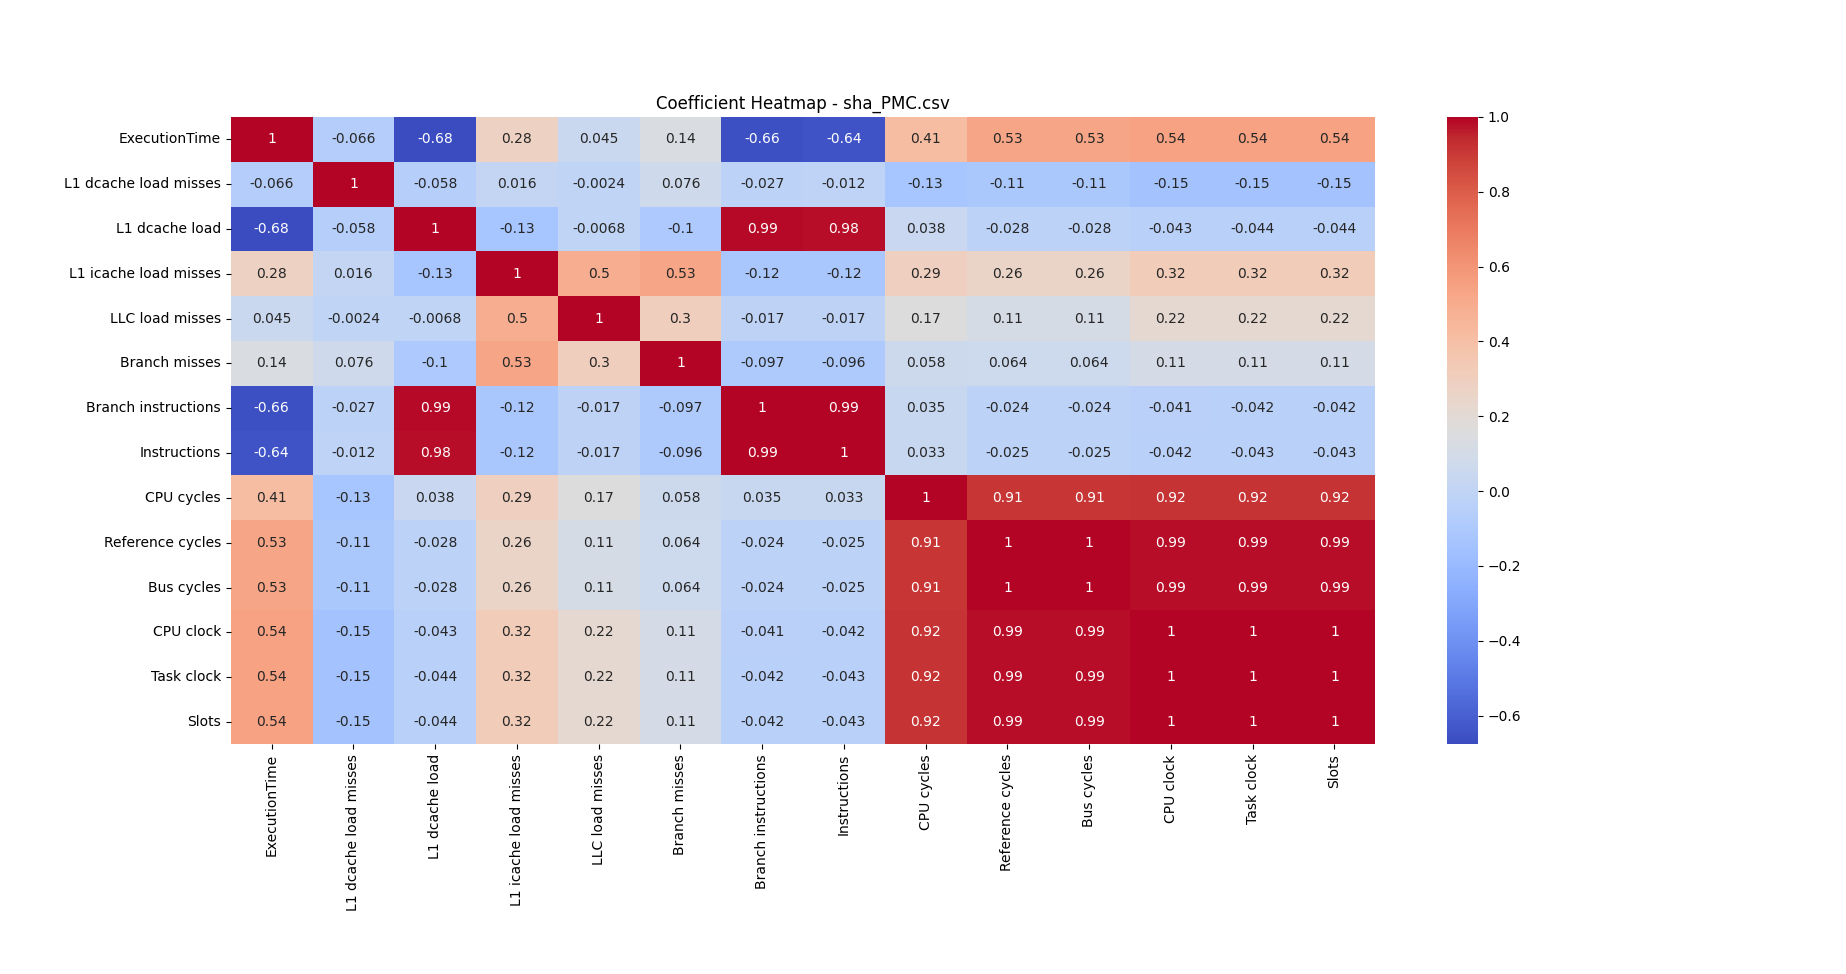 Coefficient Heatmap - sha_PMC.csv
ExecutionTime 1 -0.066 -0.68 0.28 0.045 0.14 -0.66 -0.64 0.41 0.53 0.53 0.54 0.54 0.54
L1 dcache load misses -0.066 1 -0.058 0.016 -0.0024 0.076 -0.027 -0.012 -0.13 -0.11 -0.11 -0.15 -0.15 -0.15
L1 dcache load -0.68 -0.058 1 -0.13 -0.0068 -0.1 0.99 0.98 0.038 -0.028 -0.028 -0.043 -0.044 -0.044
L1 icache load misses 0.28 0.016 -0.13 1 0.5 0.53 -0.12 -0.12 0.29 0.26 0.26 0.32 0.32 0.32
LLC load misses 0.045 -0.0024 -0.0068 0.5 1 0.3 -0.017 -0.017 0.17 0.11 0.11 0.22 0.22 0.22
Branch misses 0.14 0.076 -0.1 0.53 0.3 1 -0.097 -0.096 0.058 0.064 0.064 0.11 0.11 0.11
Branch instructions -0.66 -0.027 0.99 -0.12 -0.017 -0.097 1 0.99 0.035 -0.024 -0.024 -0.041 -0.042 -0.042
Instructions -0.64 -0.012 0.98 -0.12 -0.017 -0.096 0.99 1 0.033 -0.025 -0.025 -0.042 -0.043 -0.043
CPU cycles 0.41 -0.13 0.038 0.29 0.17 0.058 0.035 0.033 1 0.91 0.91 0.92 0.92 0.92
Reference cycles 0.53 -0.11 -0.028 0.26 0.11 0.064 -0.024 -0.025 0.91 1 1 0.99 0.99 0.99
Bus cycles 0.53 -0.11 -0.028 0.26 0.11 0.064 -0.024 -0.025 0.91 1 1 0.99 0.99 0.99
CPU clock 0.54 -0.15 -0.043 0.32 0.22 0.11 -0.041 -0.042 0.92 0.99 0.99 1 1 1
Task clock 0.54 -0.15 -0.044 0.32 0.22 0.11 -0.042 -0.043 0.92 0.99 0.99 1 1 1
Slots 0.54 -0.15 -0.044 0.32 0.22 0.11 -0.042 -0.043 0.92 0.99 0.99 1 1 1
ExecutionTime
L1 dcache load misses
L1 dcache load
L1 icache load misses
LLC load misses
Branch misses
Branch instructions
Instructions
CPU cycles
Reference cycles
Bus cycles
CPU clock
Task clock
Slots
1.0
0.8
0.6
0.4
0.2
0.0
−0.2
−0.4
−0.6